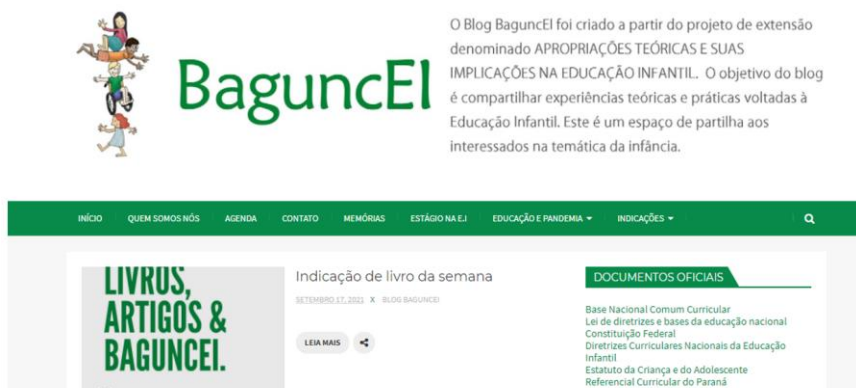 BaguncEI
O Blog BaguncEI foi criado a partir do projeto de extensão
denominado APROPRIAÇÕES TEÓRICAS E SUAS
IMPLICAÇÕES NA EDUCAÇÃO INFANTIL. O objetivo do blog
é compartilhar experiências teóricas e práticas voltadas à
Educação Infantil. Este é um espaço de partilha aos
interessados na temática da infância.
INÍCIO QUEM SOMOS NÓS AGENDA CONTATO MEMÓRIAS ESTÁGIO NA E.I EDUCAÇÃO E PANDEMIA INDICAÇÕES
LIVROS,
ARTIGOS &
BAGUNCEI.
Indicação de livro da semana
SETEMBRO 17, 2021 X BLOG BAGUNCEI
LEIA MAIS
DOCUMENTOS OFICIAIS
Base Nacional Comum Curricular
Lei de diretrizes e bases da educação nacional
Constituição Federal
Diretrizes Curriculares Nacionais da Educação
Infantil
Estatuto da Criança e do Adolescente
Referencial Curricular do Paraná